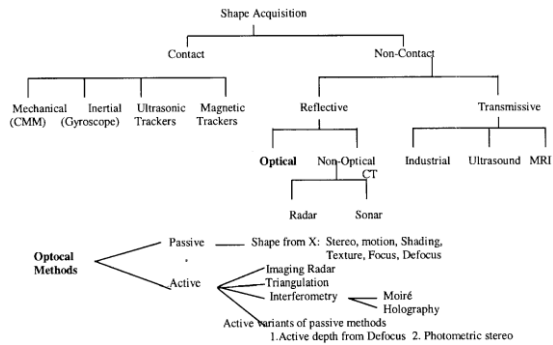 Shape Acquisition
Contact Non-Contact
Mechanical Inertial Ultrasonic Magnetic Reflective Transmissive
(CMM) (Gyroscope) Trackers Trackers
Optical Non-Optical Industrial Ultrasound MRI
CT
Radar Sonar
Passive Shape from X: Stereo, motion, Shading,
Optocal Texture, Focus, Defocus
Methods Imaging Radar
Active Triangulation
Interferometry Moiré
Holography
Active variants of passive methods
1.Active depth from Defocus 2. Photometric stereo